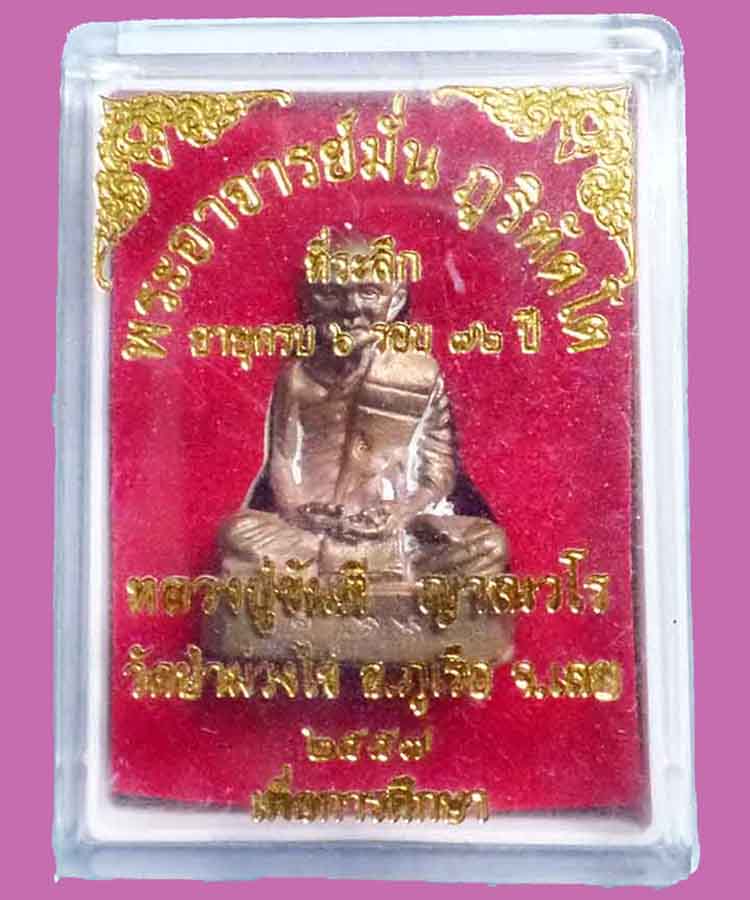 พระอาจารย์มั่น ภูริทัตโต
ที่ระลึก
อายุครบ ๖ รอบ ๗๒ ปี
หลวงปู่ขันตี ญาณวโร
วัดป่าม่วงไข่ อ.ภูเรือ จ.เลย
๒๕๕๗
เพื่อการศึกษา